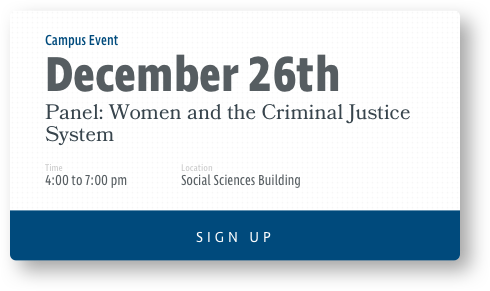 Campus Event
December 26th
Panel: Women and the Criminal Justice
System
Time
Location
4:00 to 7:00 pm
Social Sciences Building
SIGN UP